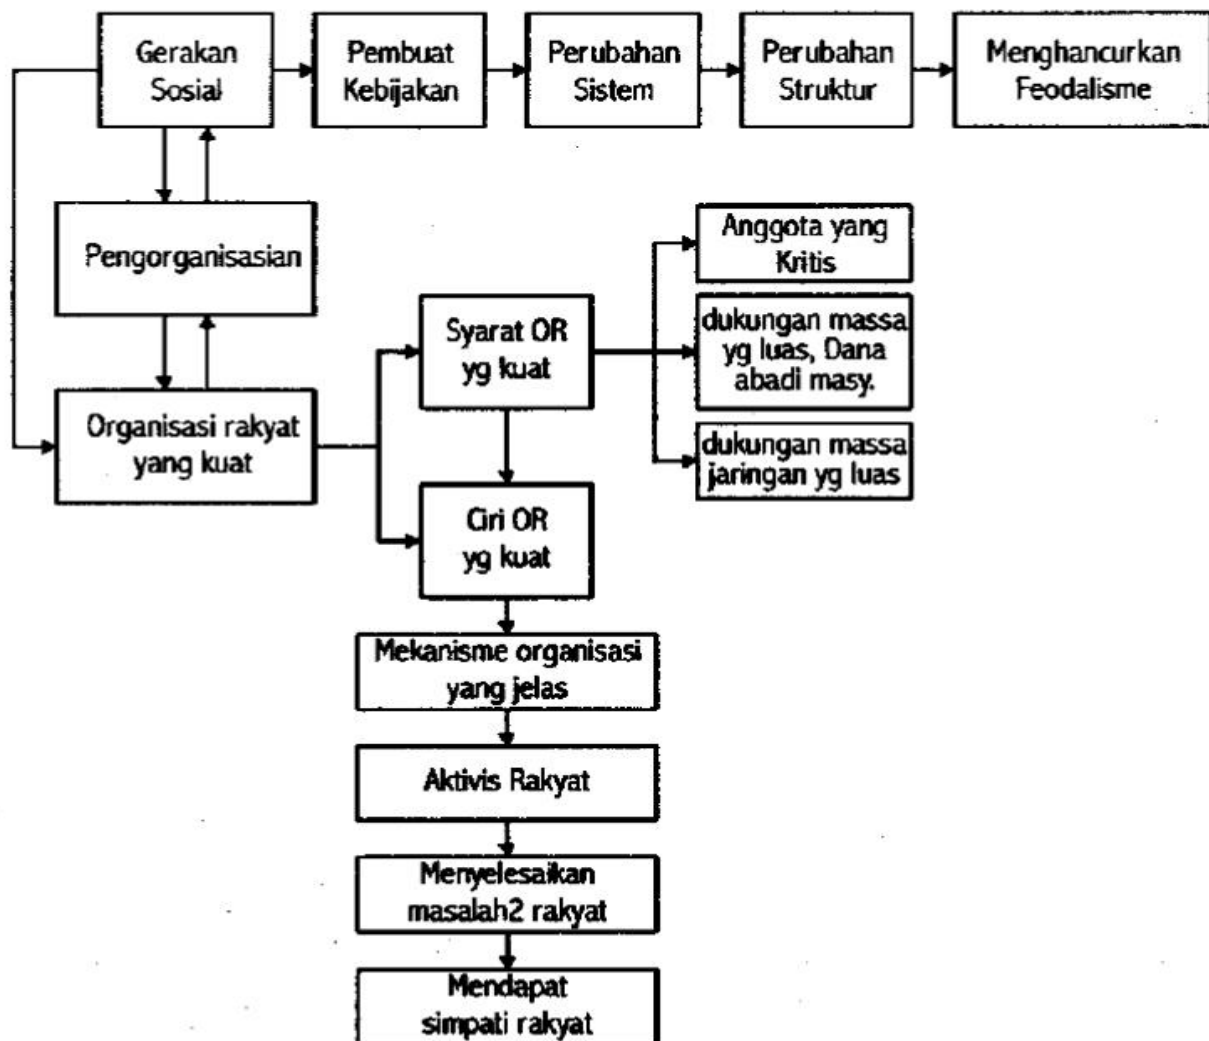 Gerakan
Sosial
Pembuat
Kebijakan
Perubahan
Sistem
Perubahan
Struktur
Menghancurkan
Feodalisme
Pengorganisasian
Organisasi rakyat
yang kuat
Syarat OR
yg kuat
Anggota yang
Kritis
dukungan massa
yg luas, Dana
abadi masy.
dukungan massa
jaringan yg luas
Ciri OR
yg kuat
Mekanisme organisasi
yang jelas
Aktivis Rakyat
Menyelesaikan
masalah2 rakyat
Mendapat
simpati rakyat